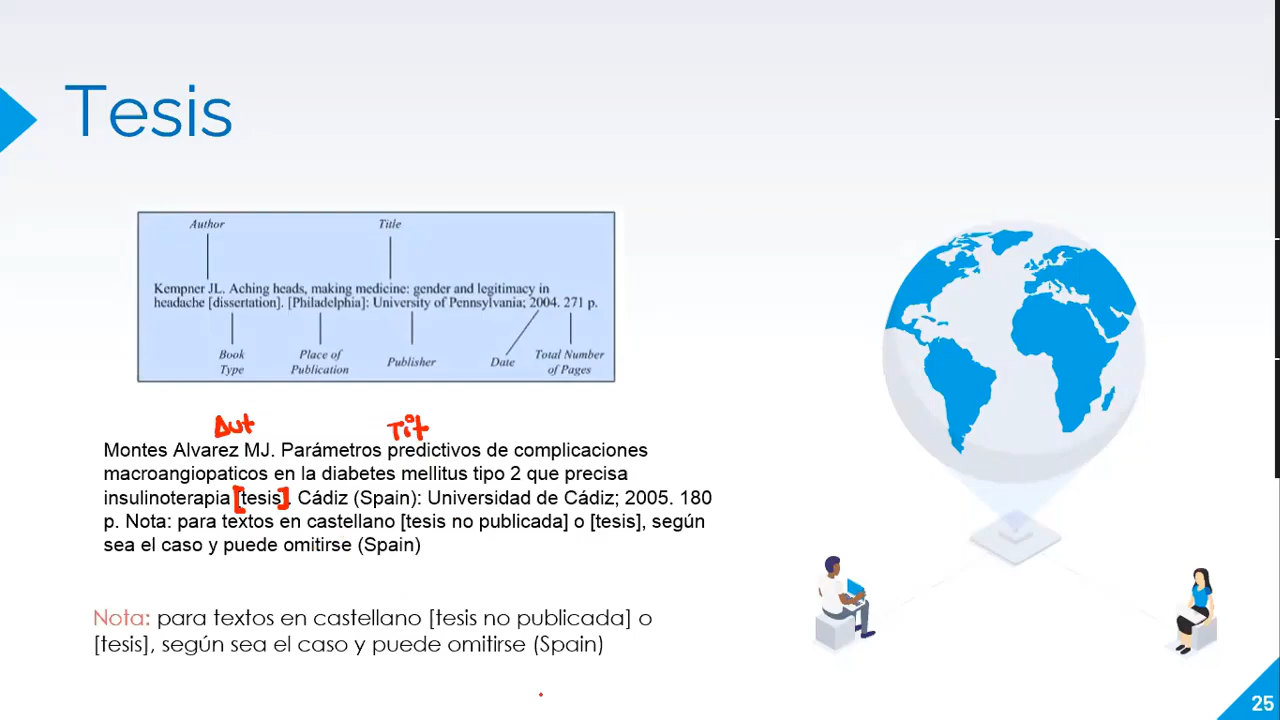 Tesis
Author Title
Kempner JL. Aching heads, making medicine: gender and legitimacy in
headache [dissertation]. [Philadelphia]: University of Pennsylvania; 2004. 271 p.
Book Type
Place of Publication
Publisher
Date
Total Number of Pages
Aut Tit
Montes Alvarez MJ. Parámetros predictivos de complicaciones
macroangiopaticos en la diabetes mellitus tipo 2 que precisa
insulinoterapia [tesis]. Cádiz (Spain): Universidad de Cádiz; 2005. 180
p. Nota: para textos en castellano [tesis no publicada] o [tesis], según
sea el caso y puede omitirse (Spain)
Nota: para textos en castellano [tesis no publicada] o
[tesis], según sea el caso y puede omitirse (Spain)
25